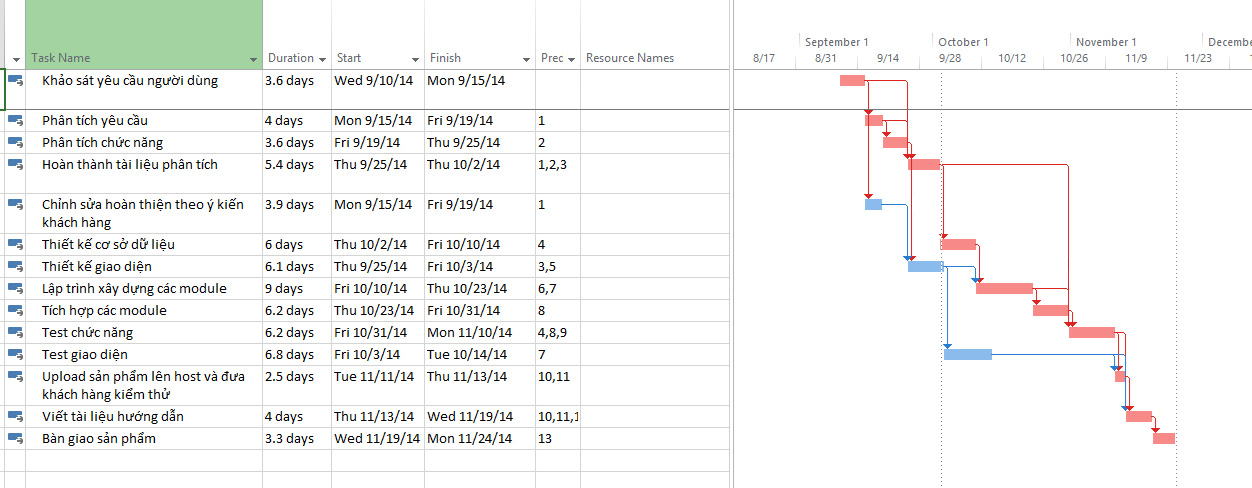 September 1 October 1 November 1 Decembe
Task Name Duration Start Finish Prec Resource Names 8/17 8/31 9/14 9/28 10/12 10/26 11/9 11/23
Khảo sát yêu cầu người dùng 3.6 days Wed 9/10/14 Mon 9/15/14
Phân tích yêu cầu 4 days Mon 9/15/14 Fri 9/19/14 1
Phân tích chức năng 3.6 days Fri 9/19/14 Thu 9/25/14 2
Hoàn thành tài liệu phân tích 5.4 days Thu 9/25/14 Thu 10/2/14 1,2,3
Chỉnh sửa hoàn thiện theo ý kiến 3.9 days Mon 9/15/14 Fri 9/19/14 1
khách hàng
Thiết kế cơ sở dữ liệu 6 days Thu 10/2/14 Fri 10/10/14 4
Thiết kế giao diện 6.1 days Thu 9/25/14 Fri 10/3/14 3,5
Lập trình xây dựng các module 9 days Fri 10/10/14 Thu 10/23/14 6,7
Tích hợp các module 6.2 days Thu 10/23/14 Fri 10/31/14 8
Test chức năng 6.2 days Fri 10/31/14 Mon 11/10/14 4,8,9
Test giao diện 6.8 days Fri 10/3/14 Tue 10/14/14 7
Upload sản phẩm lên host và đưa 2.5 days Tue 11/11/14 Thu 11/13/14 10,11
khách hàng kiểm thử
Viết tài liệu hướng dẫn 4 days Thu 11/13/14 Wed 11/19/14 10,11,1
Bàn giao sản phẩm 3.3 days Wed 11/19/14 Mon 11/24/14 13